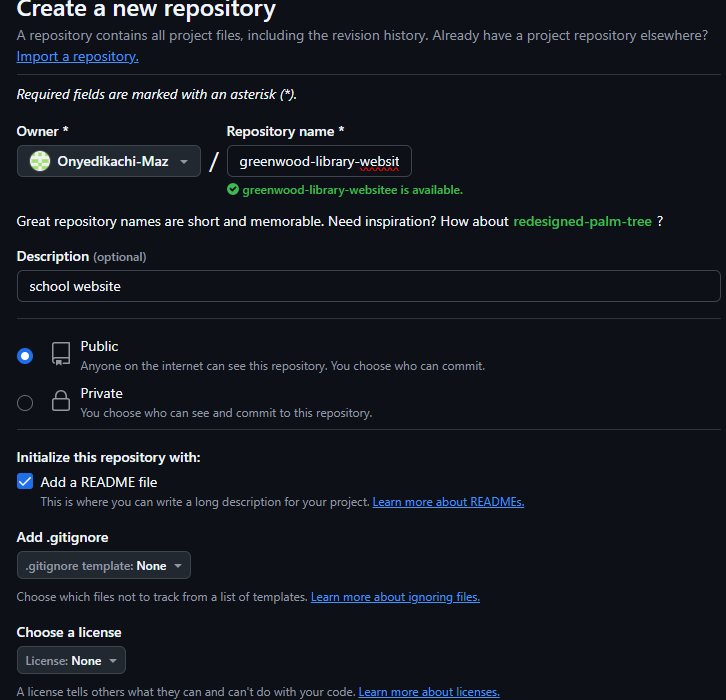 Create a new repository
A repository contains all project files, including the revision history. Already have a project repository elsewhere?
Import a repository.
Required fields are marked with an asterisk (*).
Owner * Repository name *
Onyedikachi-Maz / greenwood-library-websit
greenwood-library-websitee is available.
Great repository names are short and memorable. Need inspiration? How about redesigned-palm-tree ?
Description (optional)
school website
Public
Anyone on the internet can see this repository. You choose who can commit.
Private
You choose who can see and commit to this repository.
Initialize this repository with:
Add a README file
This is where you can write a long description for your project. Learn more about READMEs.
Add .gitignore
.gitignore template: None
Choose which files not to track from a list of templates. Learn more about ignoring files.
Choose a license
License: None
A license tells others what they can and can't do with your code. Learn more about licenses.